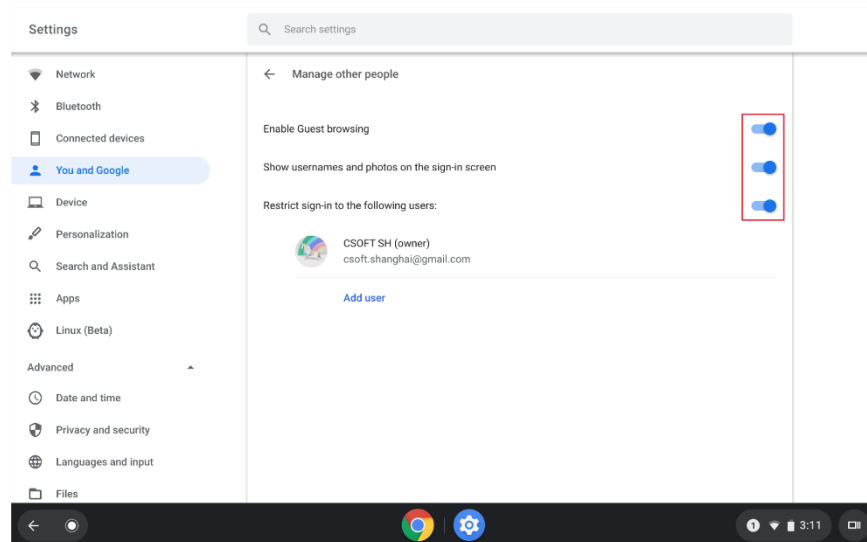 Settings
Search settings
Network
Bluetooth
Connected devices
You and Google
Device
Personalization
Search and Assistant
Apps
Linux (Beta)
Advanced
Date and time
Privacy and security
Languages and input
Files
Manage other people
Enable Guest browsing
Show usernames and photos on the sign-in screen
Restrict sign-in to the following users:
CSOFT SH (owner)
csoft.shanghai@gmail.com
Add user
1 3:11